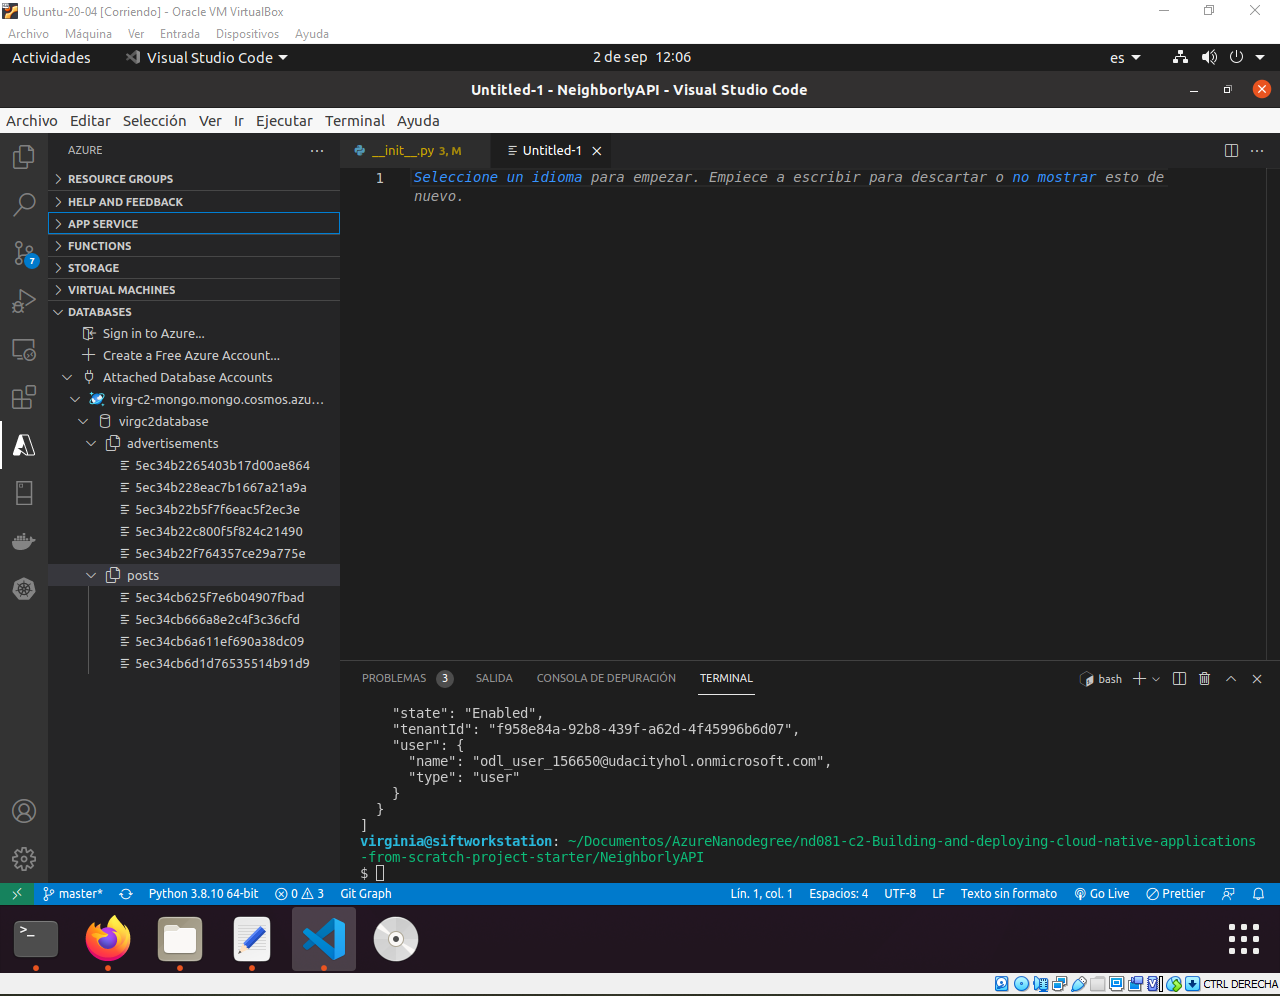 Ubuntu-20-04 [Corriendo] - Oracle VM VirtualBox
Archivo Máquina Ver Entrada Dispositivos Ayuda
Actividades Visual Studio Code 2 de sep 12:06 es
Untitled-1 - NeighborlyAPI - Visual Studio Code
Archivo Editar Selección Ver Ir Ejecutar Terminal Ayuda
AZURE
__init__.py 3, M Untitled-1
RESOURCE GROUPS
HELP AND FEEDBACK
APP SERVICE
FUNCTIONS
STORAGE
VIRTUAL MACHINES
DATABASES
Sign in to Azure...
Create a Free Azure Account...
Attached Database Accounts
virg-c2-mongo.mongo.cosmos.azu...
virgc2database
advertisements
5ec34b2265403b17d00ae864
5ec34b228eac7b1667a21a9a
5ec34b22b5f7f6eac5f2ec3e
5ec34b22c800f5f824c21490
5ec34b22f764357ce29a775e
posts
5ec34cb625f7e6b04907fbad
5ec34cb666a8e2c4f3c36cfd
5ec34cb6a611ef690a38dc09
5ec34cb6d1d76535514b91d9
7
1 Seleccione un idioma para empezar. Empiece a escribir para descartar o no mostrar esto de
nuevo.
PROBLEMAS 3 SALIDA CONSOLA DE DEPURACIÓN TERMINAL bash
"state": "Enabled",
"tenantId": "f958e84a-92b8-439f-a62d-4f45996b6d07",
"user": {
"name": "odl_user_156650@udacityhol.onmicrosoft.com",
"type": "user"
}
}
]
virginia@siftworkstation: ~/Documentos/AzureNanodegree/nd081-c2-Building-and-deploying-cloud-native-applications
-from-scratch-project-starter/NeighborlyAPI
$
master* Python 3.8.10 64-bit 0 3 Git Graph Lín. 1, col. 1 Espacios: 4 UTF-8 LF Texto sin formato Go Live Prettier
>_
CTRL DERECHA